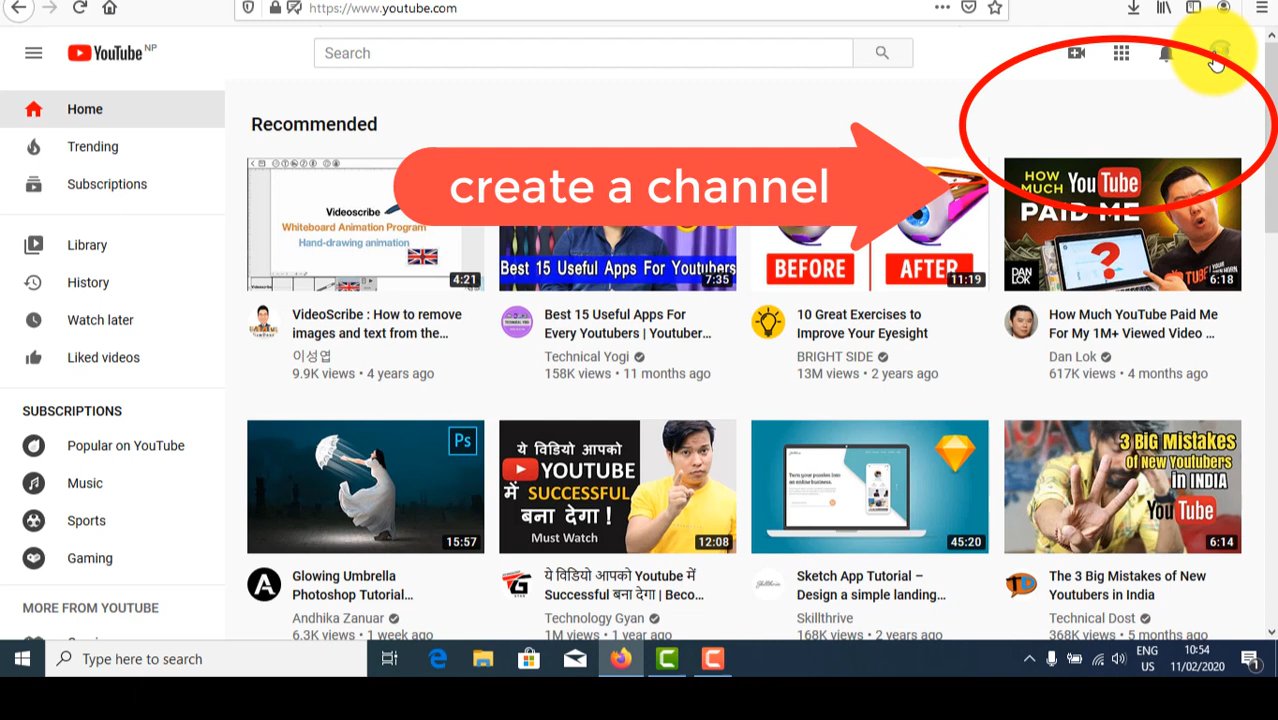 https://www.youtube.com
YouTube NP
Search
Home
Trending
Subscriptions
Library
History
Watch later
Liked videos
SUBSCRIPTIONS
Popular on YouTube
Music
Sports
Gaming
MORE FROM YOUTUBE
Recommended
create a channel
Videoscribe
Whiteboard Animation Program
Hand-drawing animation
4:21
Best 15 Useful Apps For Youtubers
7:35
BEFORE
AFTER
11:19
HOW MUCH YouTube
PAID ME
DAN LOK
6:18
VideoScribe : How to remove
images and text from the...
이성엽
9.9K views • 4 years ago
Best 15 Useful Apps For
Every Youtubers | Youtuber...
Technical Yogi
158K views • 11 months ago
10 Great Exercises to
Improve Your Eyesight
BRIGHT SIDE
13M views • 2 years ago
How Much YouTube Paid Me
For My 1M+ Viewed Video ...
Dan Lok
617K views • 4 months ago
Ps
15:57
ये विडियो आपको
YOUTUBE
में SUCCESSFUL
बना देगा !
Must Watch
12:08
45:20
3 BIG Mistakes
of New Youtubers
in INDIA
YouTube
6:14
Glowing Umbrella
Photoshop Tutorial...
Andhika Zanuar
6.3K views • 1 week ago
ये विडियो आपको Youtube में
Successful बना देगा | Beco...
Technology Gyan
1M views • 1 year ago
Sketch App Tutorial –
Design a simple landing...
Skillthrive
168K views • 2 years ago
The 3 Big Mistakes of New
Youtubers in India
Technical Dost
368K views • 5 months ago
Type here to search
ENG
US
10:54
11/02/2020
1